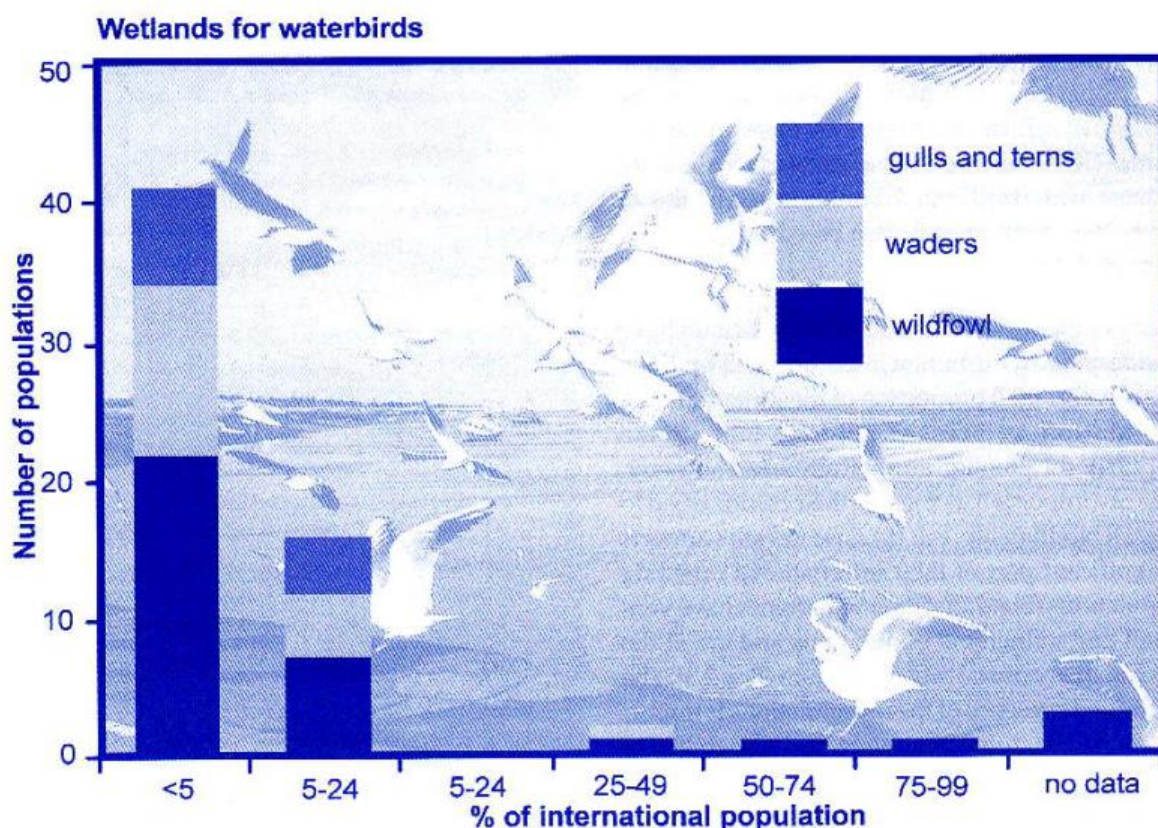 Wetlands for waterbirds
50
40
30
20
10
0
Number of populations
gulls and terns
waders
wildfowl
<5
5-24
5-24
25-49
50-74
75-99
no data
% of international population